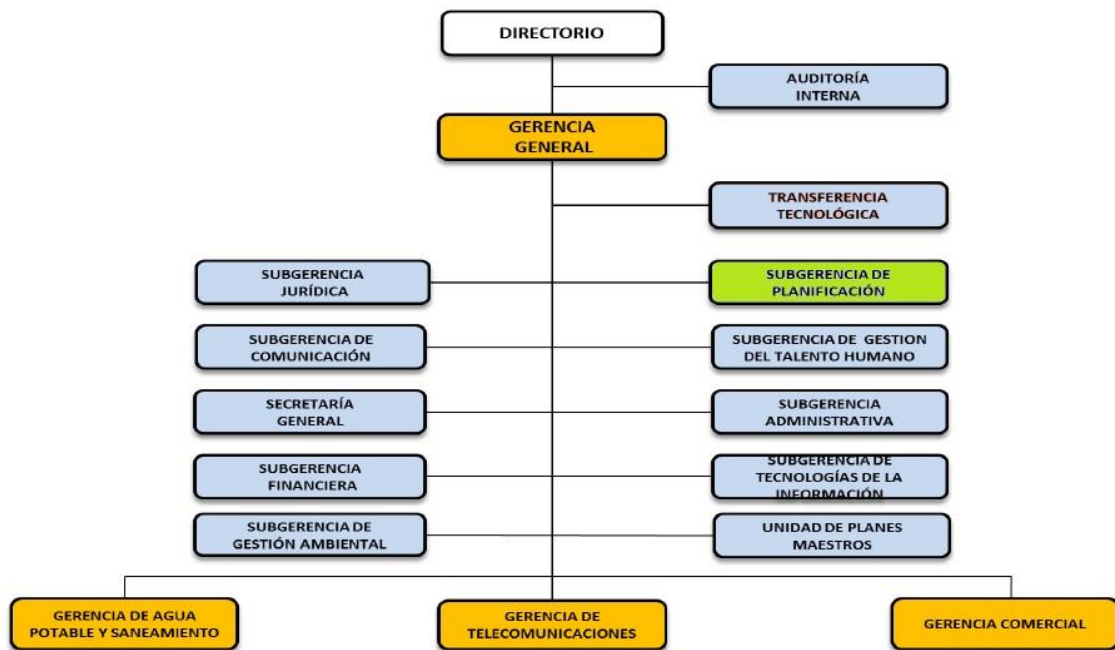 DIRECTORIO
AUDITORÍA
INTERNA
GERENCIA
GENERAL
TRANSFERENCIA
TECNOLÓGICA
SUBGERENCIA
JURÍDICA
SUBGERENCIA DE
PLANIFICACIÓN
SUBGERENCIA DE
COMUNICACIÓN
SUBGERENCIA DE GESTION
DEL TALENTO HUMANO
SECRETARÍA
GENERAL
SUBGERENCIA
ADMINISTRATIVA
SUBGERENCIA
FINANCIERA
SUBGERENCIA DE
TECNOLOGÍAS DE LA
INFORMACIÓN
SUBGERENCIA DE
GESTIÓN AMBIENTAL
UNIDAD DE PLANES
MAESTROS
GERENCIA DE AGUA
POTABLE Y SANEAMIENTO
GERENCIA DE
TELECOMUNICACIONES
GERENCIA COMERCIAL